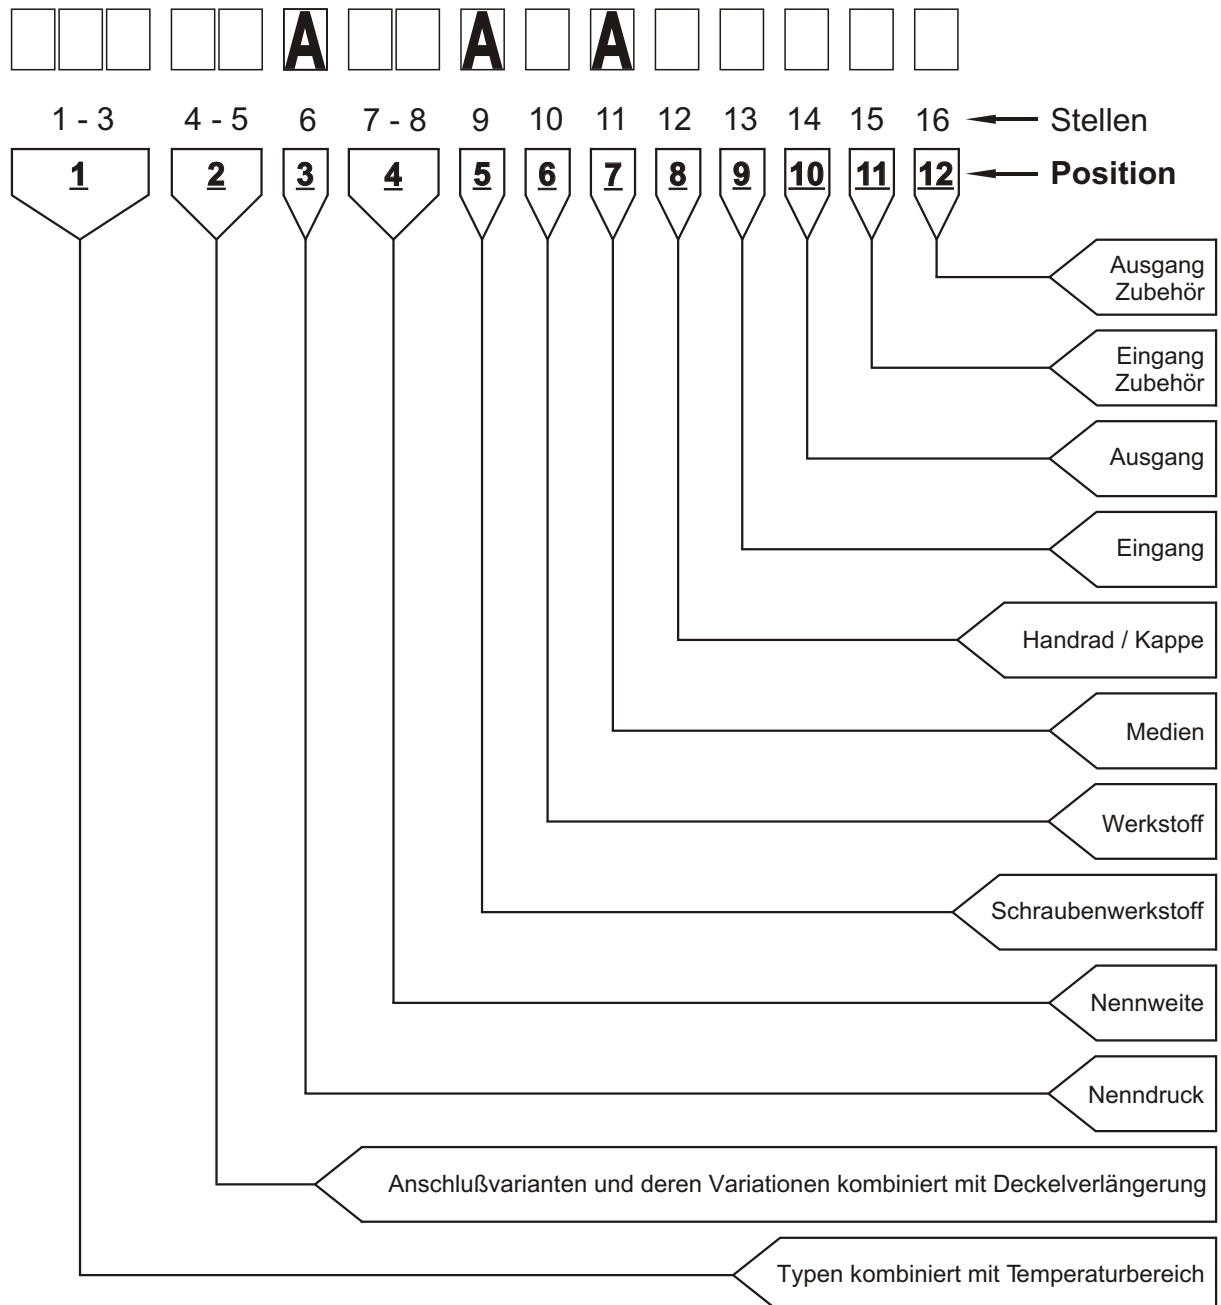 A A A
1 - 3 4 - 5 6 7 - 8 9 10 11 12 13 14 15 16 Stellen
1 2 3 4 5 6 7 8 9 10 11 12 Position
Ausgang
Zubehör
Eingang
Zubehör
Ausgang
Eingang
Handrad / Kappe
Medien
Werkstoff
Schraubenwerkstoff
Nennweite
Nenndruck
Anschlußvarianten und deren Variationen kombiniert mit Deckelverlängerung
Typen kombiniert mit Temperaturbereich